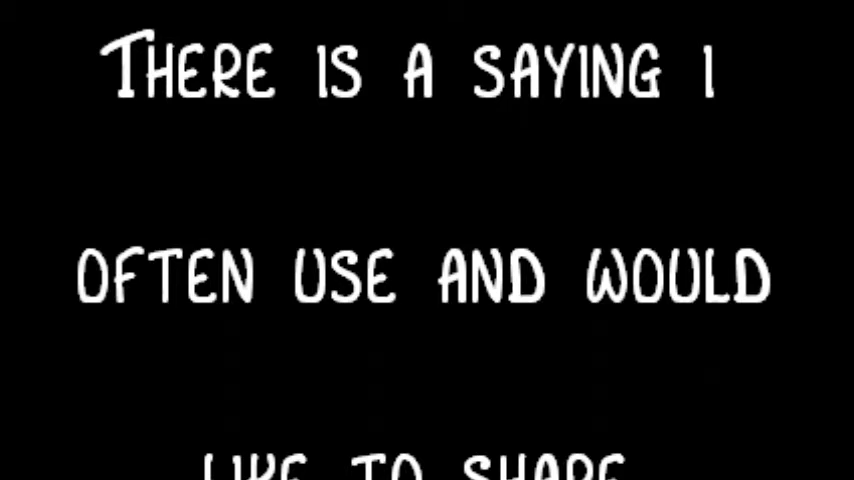 There is a saying I
often use and would
like to share